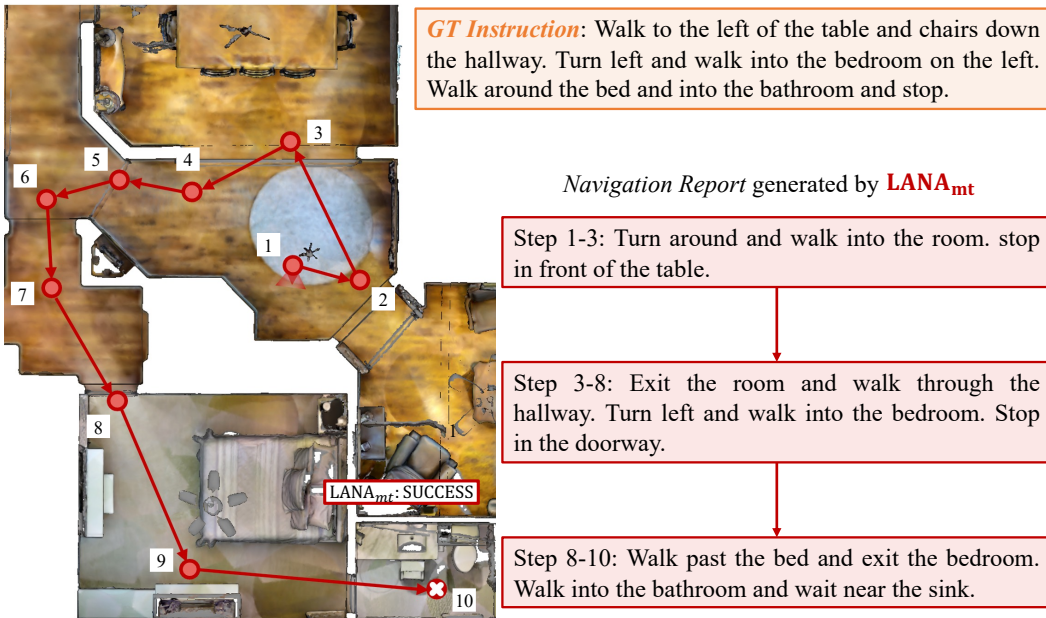 GT Instruction: Walk to the left of the table and chairs down
the hallway. Turn left and walk into the bedroom on the left.
Walk around the bed and into the bathroom and stop.
3
5
4
6
Navigation Report generated by LANAmt
1
Step 1-3: Turn around and walk into the room. stop
in front of the table.
7
2
Step 3-8: Exit the room and walk through the
hallway. Turn left and walk into the bedroom. Stop
in the doorway.
8
LANAmt: SUCCESS
9
Step 8-10: Walk past the bed and exit the bedroom.
Walk into the bathroom and wait near the sink.
10